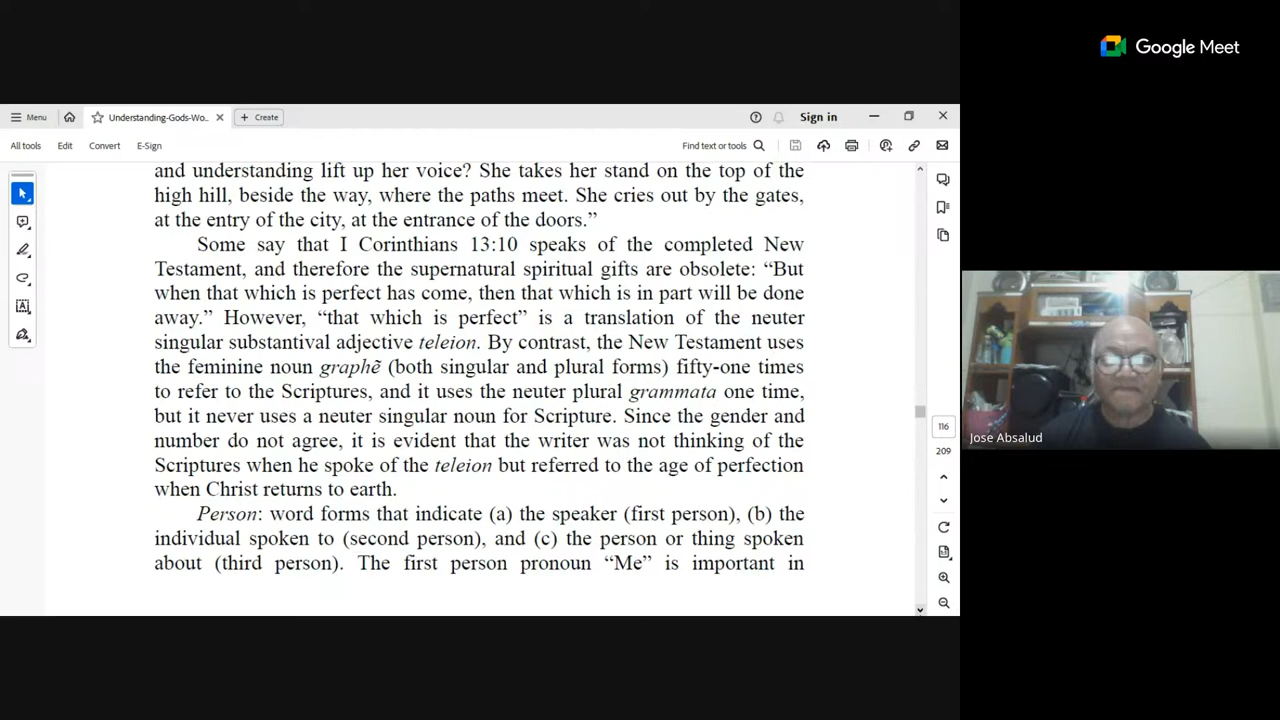 Google Meet
Menu
Understanding-Gods-Wo...
Create
Sign in
All tools
Edit
Convert
E-Sign
Find text or tools
and understanding lift up her voice? She takes her stand on the top of the
high hill, beside the way, where the paths meet. She cries out by the gates,
at the entry of the city, at the entrance of the doors.”
Some say that I Corinthians 13:10 speaks of the completed New
Testament, and therefore the supernatural spiritual gifts are obsolete: “But
when that which is perfect has come, then that which is in part will be done
away.” However, “that which is perfect” is a translation of the neuter
singular substantival adjective teleion. By contrast, the New Testament uses
the feminine noun graphẽ (both singular and plural forms) fifty-one times
to refer to the Scriptures, and it uses the neuter plural grammata one time,
but it never uses a neuter singular noun for Scripture. Since the gender and
number do not agree, it is evident that the writer was not thinking of the
Scriptures when he spoke of the teleion but referred to the age of perfection
when Christ returns to earth.
Person: word forms that indicate (a) the speaker (first person), (b) the
individual spoken to (second person), and (c) the person or thing spoken
about (third person). The first person pronoun “Me” is important in
116
209
Jose Absalud